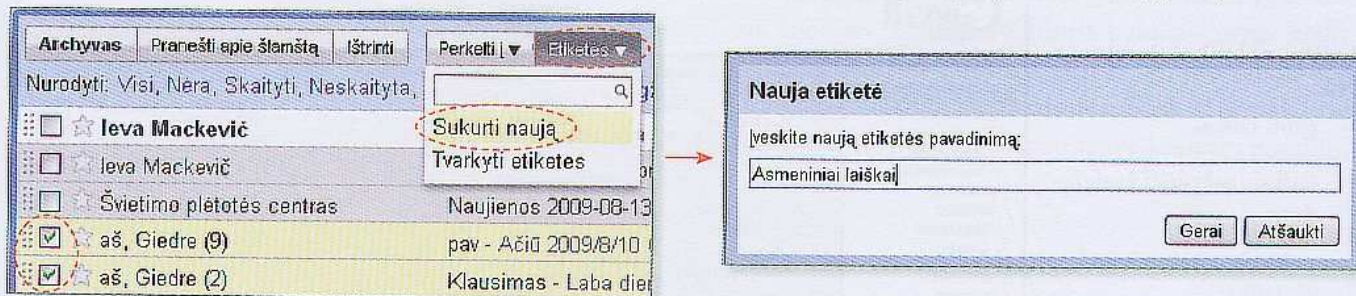 Archyvas Pranešti apie šlamštą Ištrinti Perkelti į Etiketės
Nurodyti: Visi, Nėra, Skaityti, Neskaityta,
Sukurti naują
Tvarkyti etiketes
Ieva Mackevič
Ieva Mackevič
Švietimo plėtotės centras Naujienos 2009-08-13
aš, Giedre (9) pav - Ačiū 2009/8/10
aš, Giedre (2) Klausimas - Laba dien
Nauja etiketė
Įveskite naują etiketės pavadinimą:
Asmeniniai laiškai
Gerai Atšaukti